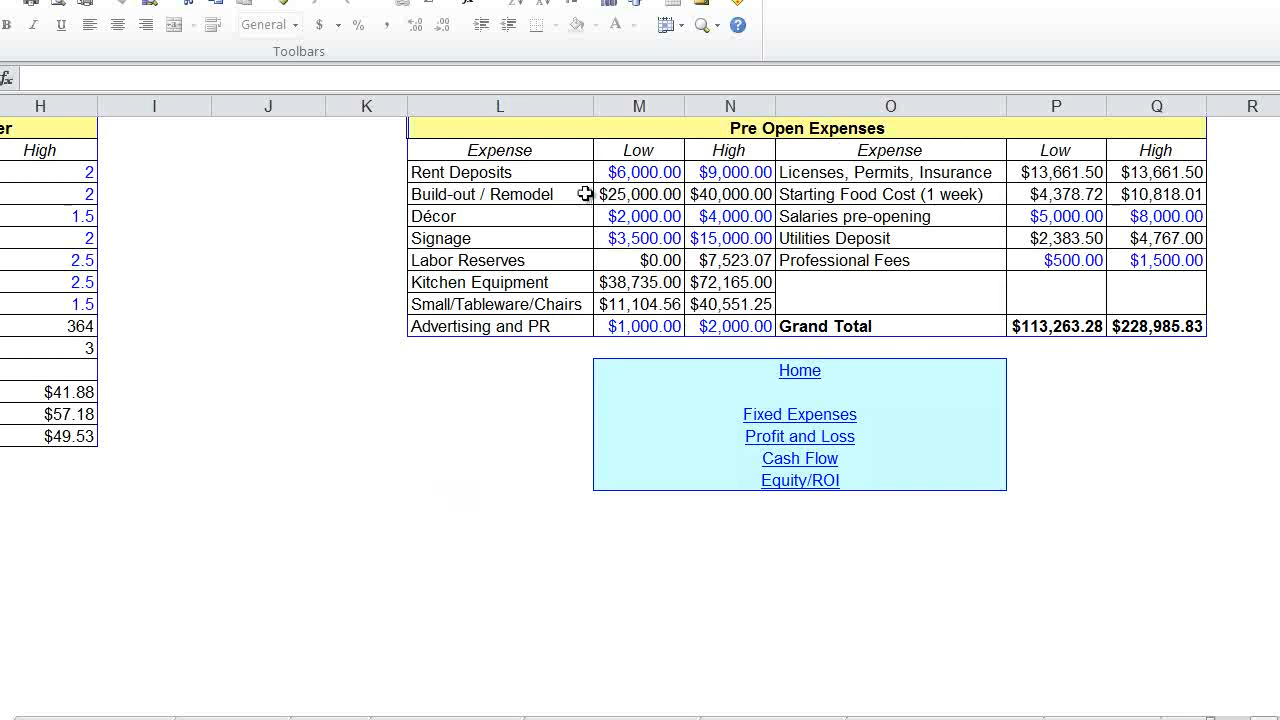 I U General $ % ,
Toolbars
fx
H I J K L M N O P Q R
er Pre Open Expenses
High Expense Low High Expense Low High
2 Rent Deposits $6,000.00 $9,000.00 Licenses, Permits, Insurance $13,661.50 $13,661.50
2 Build-out / Remodel $25,000.00 $40,000.00 Starting Food Cost (1 week) $4,378.72 $10,818.01
1.5 Décor $2,000.00 $4,000.00 Salaries pre-opening $5,000.00 $8,000.00
2 Signage $3,500.00 $15,000.00 Utilities Deposit $2,383.50 $4,767.00
2.5 Labor Reserves $0.00 $7,523.07 Professional Fees $500.00 $1,500.00
2.5 Kitchen Equipment $38,735.00 $72,165.00
1.5 Small/Tableware/Chairs $11,104.56 $40,551.25
364 Advertising and PR $1,000.00 $2,000.00 Grand Total $113,263.28 $228,985.83
3
Home
$41.88
$57.18 Fixed Expenses
$49.53 Profit and Loss
Cash Flow
Equity/ROI